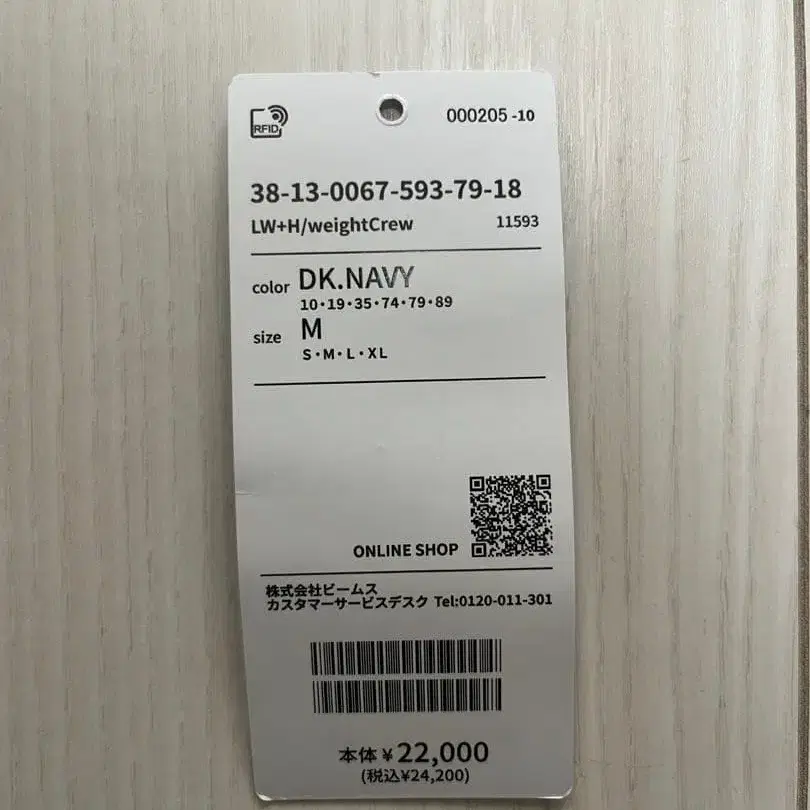 RFID
000205 -10
38-13-0067-593-79-18
LW+H/weightCrew 11593
color DK.NAVY
10・19・35・74・79・89
size M
S・M・L・XL
ONLINE SHOP
株式会社ビームス
カスタマーサービスデスク Tel:0120-011-301
本体¥22,000
(税込¥24,200)